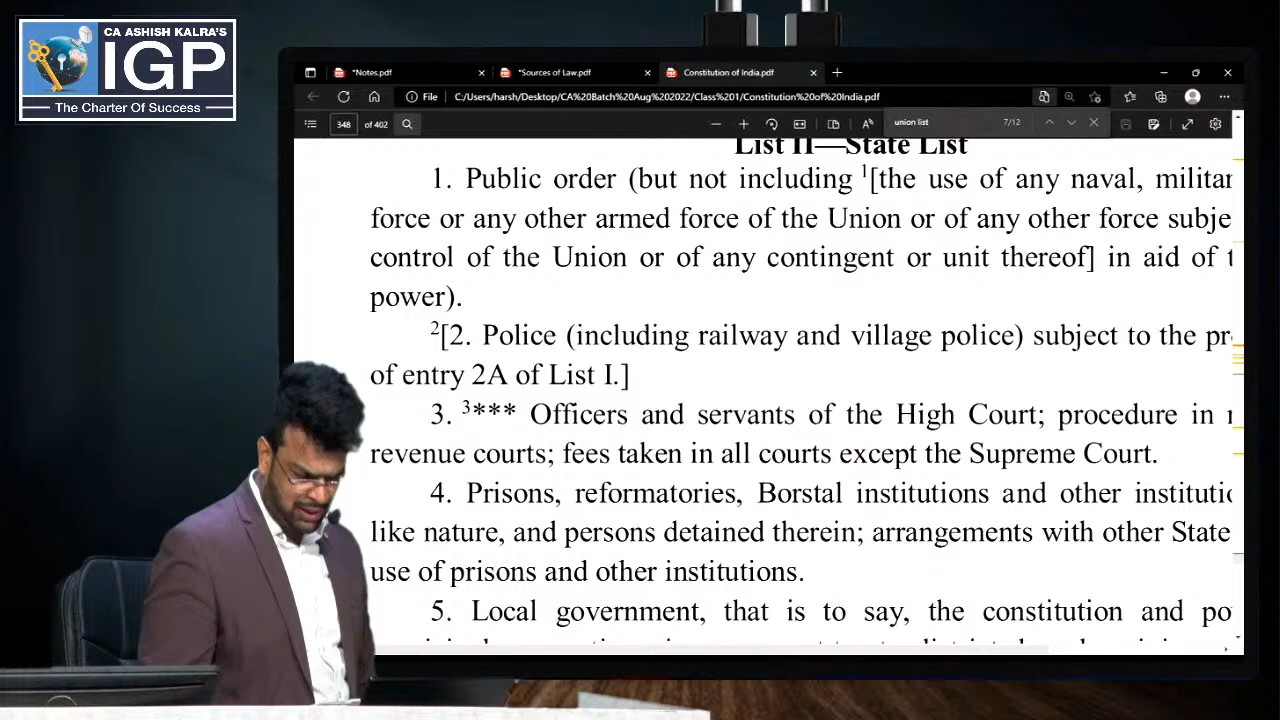 CA ASHISH KALRA'S
IGP
The Charter Of Success
*Notes.pdf
*Sources of Law.pdf
Constitution of India.pdf
File
C:/Users/harsh/Desktop/CA%20Batch%20Aug%202022/Class%201/Constitution%20of%20India.pdf
348 of 402
union list 7/12
List II—State List
1. Public order (but not including 1[the use of any naval, militar
force or any other armed force of the Union or of any other force subje
control of the Union or of any contingent or unit thereof] in aid of t
power).
2[2. Police (including railway and village police) subject to the pr
of entry 2A of List I.]
3. 3*** Officers and servants of the High Court; procedure in r
revenue courts; fees taken in all courts except the Supreme Court.
4. Prisons, reformatories, Borstal institutions and other institutio
like nature, and persons detained therein; arrangements with other State
use of prisons and other institutions.
5. Local government, that is to say, the constitution and po